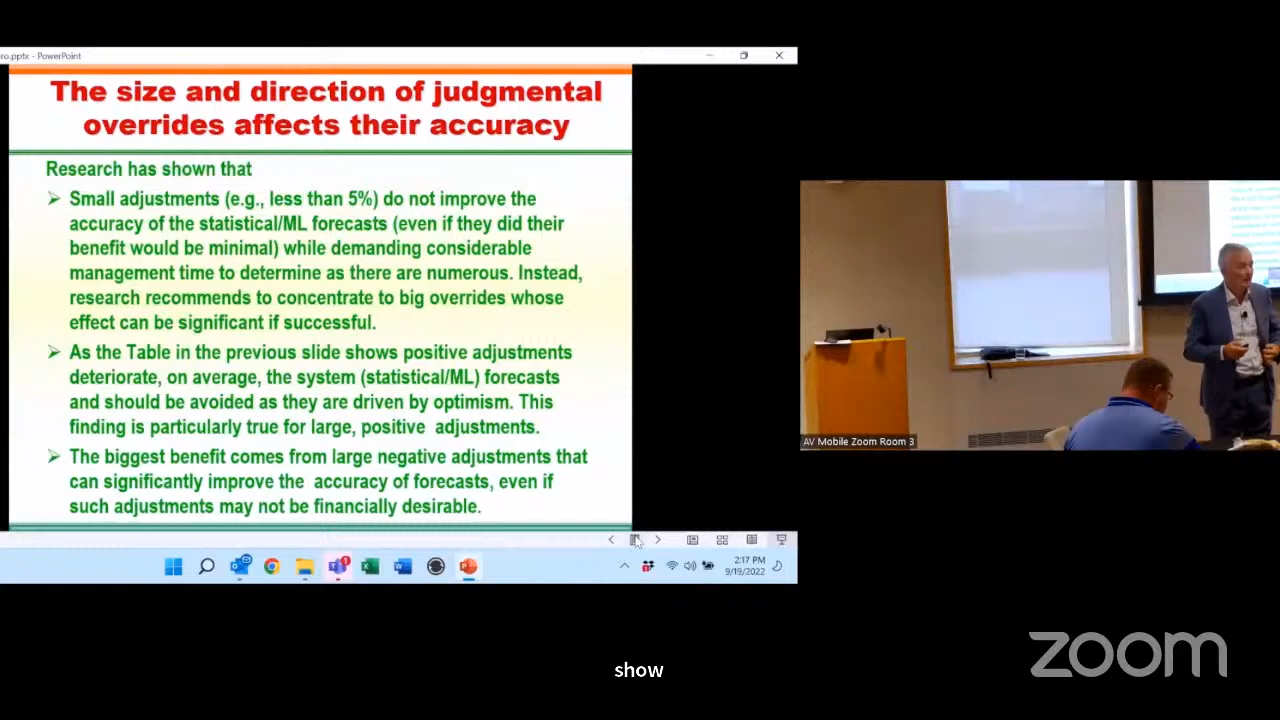 ro.pptx - PowerPoint
The size and direction of judgmental
overrides affects their accuracy
Research has shown that
Small adjustments (e.g., less than 5%) do not improve the
accuracy of the statistical/ML forecasts (even if they did their
benefit would be minimal) while demanding considerable
management time to determine as there are numerous. Instead,
research recommends to concentrate to big overrides whose
effect can be significant if successful.
As the Table in the previous slide shows positive adjustments
deteriorate, on average, the system (statistical/ML) forecasts
and should be avoided as they are driven by optimism. This
finding is particularly true for large, positive adjustments.
The biggest benefit comes from large negative adjustments that
can significantly improve the accuracy of forecasts, even if
such adjustments may not be financially desirable.
2:17 PM
9/19/2022
AV Mobile Zoom Room 3
show
zoom